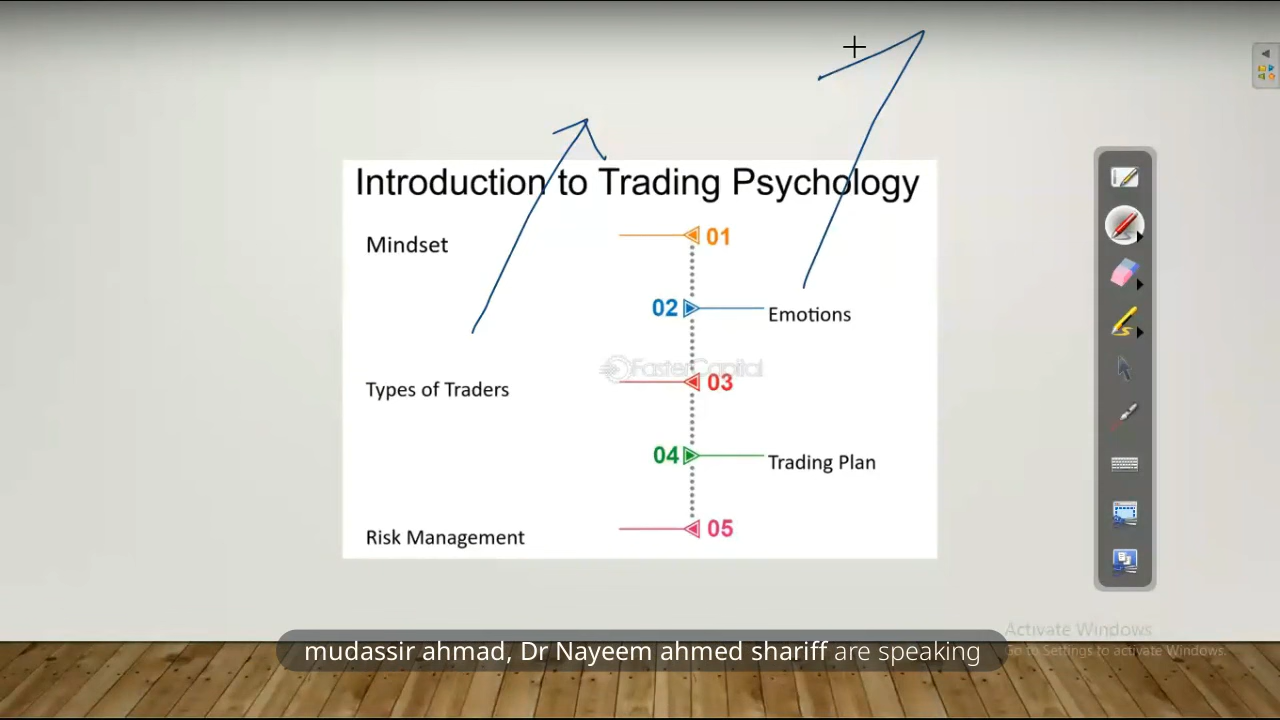 Introduction to Trading Psychology
Mindset
01
02
Emotions
FasterCapital
Types of Traders
03
04
Trading Plan
Risk Management
05
Activate Windows
Go to Settings to activate Windows.
mudassir ahmad, Dr Nayeem ahmed shariff are speaking